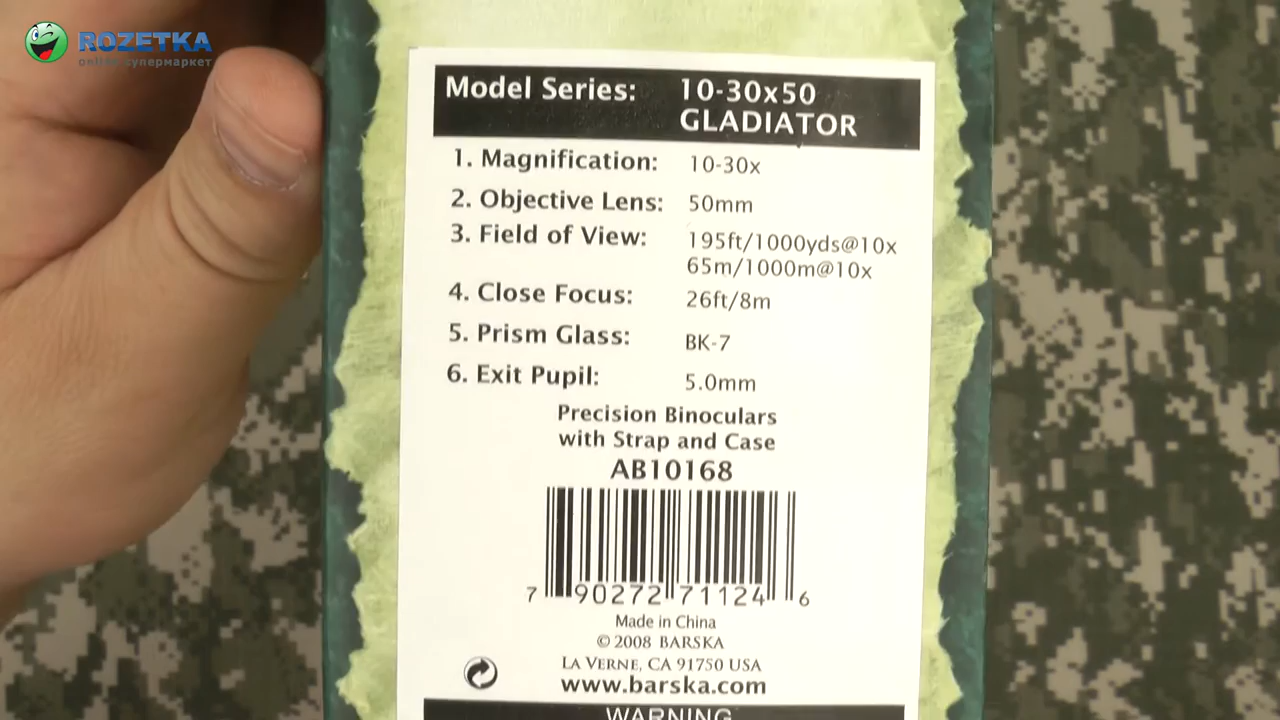 ROZETKA
online супермаркет
Model Series: 10-30x50
GLADIATOR
1. Magnification: 10-30x
2. Objective Lens: 50mm
3. Field of View: 195ft/1000yds@10x
65m/1000m@10x
4. Close Focus: 26ft/8m
5. Prism Glass: BK-7
6. Exit Pupil: 5.0mm
Precision Binoculars
with Strap and Case
AB10168
7 90272 71124 6
Made in China
© 2008 BARSKA
LA VERNE, CA 91750 USA
www.barska.com
WARNING